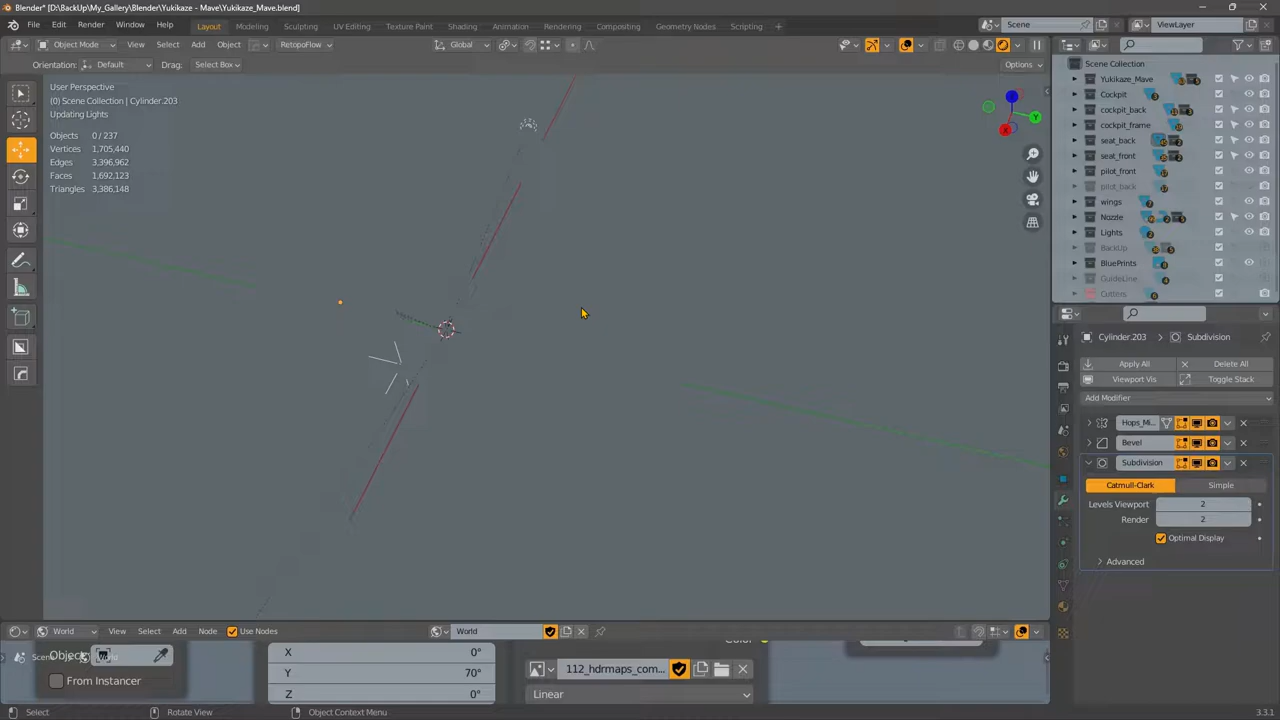 Blender* [D:\BackUp\My_Gallery\Blender\Yukikaze - Mave\Yukikaze_Mave.blend]
File Edit Render Window Help Layout Modeling Sculpting UV Editing Texture Paint Shading Animation Rendering Compositing Geometry Nodes Scripting + Scene ViewLayer
Object Mode View Select Add Object RetopoFlow Global
Orientation: Default Drag: Select Box Options
User Perspective
(0) Scene Collection | Cylinder.203
Updating Lights
Objects 0 / 237
Vertices 1,705,440
Edges 3,396,962
Faces 1,692,123
Triangles 3,386,148
Z
Y
X
Scene Collection
Yukikaze_Mave
Cockpit
cockpit_back
cockpit_frame
seat_back
seat_front
pilot_front
pilot_back
wings
Nozzle
Lights
BackUp
BluePrints
GuideLine
Cutters
Cylinder.203 > Subdivision
Apply All Delete All
Viewport Vis Toggle Stack
Add Modifier
Hops_Mi...
Bevel
Subdivision
Catmull-Clark Simple
Levels Viewport 2
Render 2
Optimal Display
Advanced
World View Select Add Node Use Nodes World
Object
From Instancer
X 0°
Y 70°
Z 0°
Color
112_hdrmaps_com...
Linear
Select Rotate View Object Context Menu 3.3.1